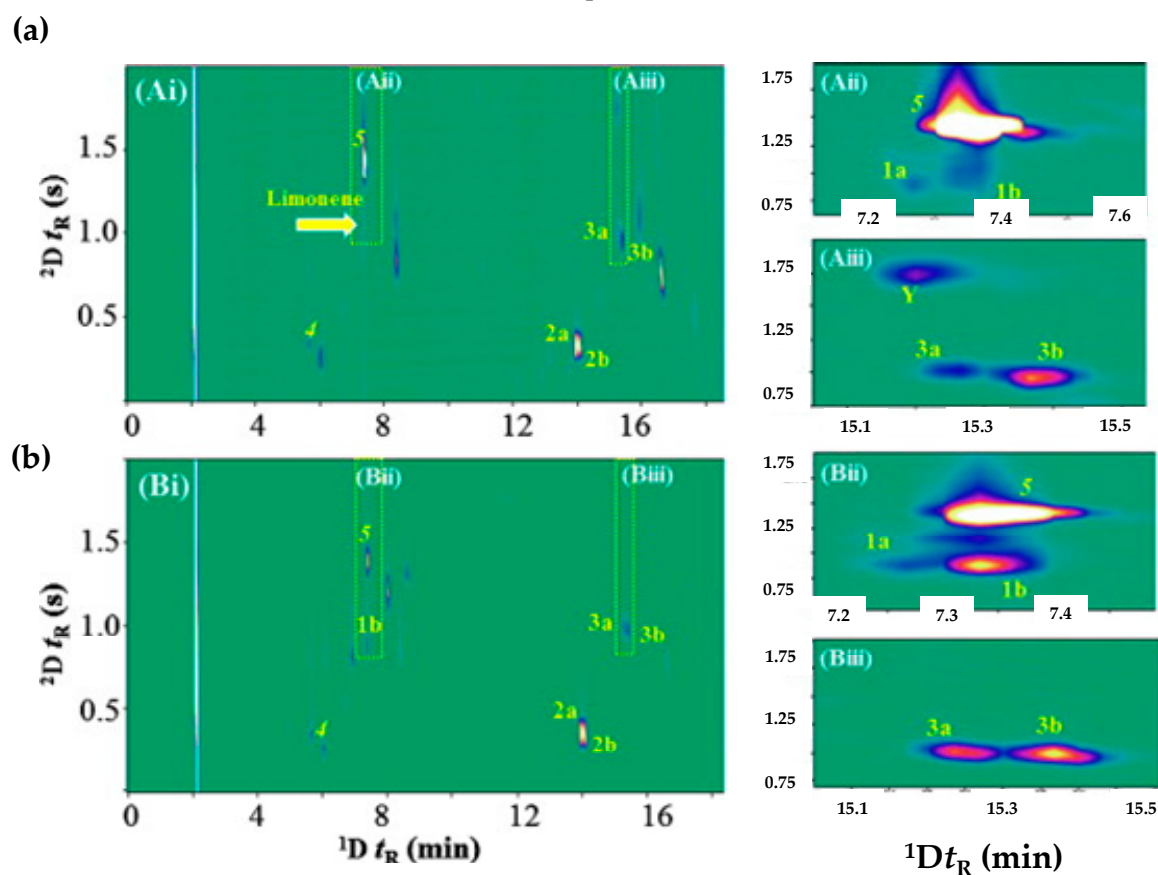 (a)
(Ai)
(Aii)
(Aiii)
5
Limonene
3a
3b
4
2a
2b
²D tR (s)
1.5
1.0
0.5
0
4
8
12
16
(Aii)
1.75
1.25
0.75
5
1a
1b
7.2
7.4
7.6
(Aiii)
1.75
1.25
0.75
Y
3a
3b
15.1
15.3
15.5
(b)
(Bi)
(Bii)
(Biii)
5
1b
3a
3b
4
2a
2b
²D tR (s)
1.5
1.0
0.5
0
4
8
12
16
¹D tR (min)
(Bii)
1.75
1.25
0.75
5
1a
1b
7.2
7.3
7.4
(Biii)
1.75
1.25
0.75
3a
3b
15.1
15.3
15.5
¹DtR (min)